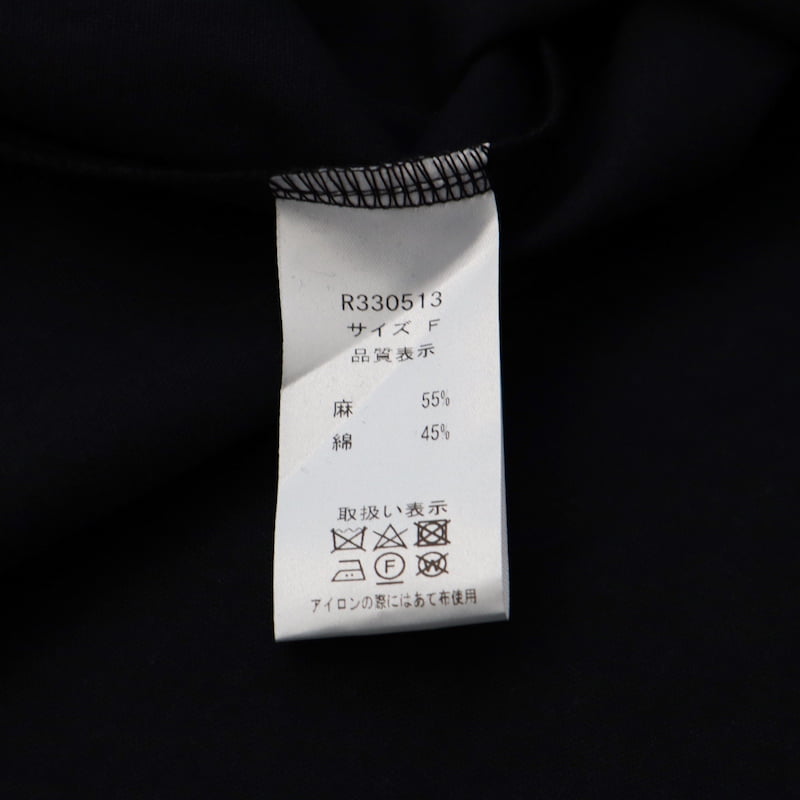 R330513
サイズ F
品質表示
麻 55%
綿 45%
取扱い表示
F W
アイロンの際にはあて布使用